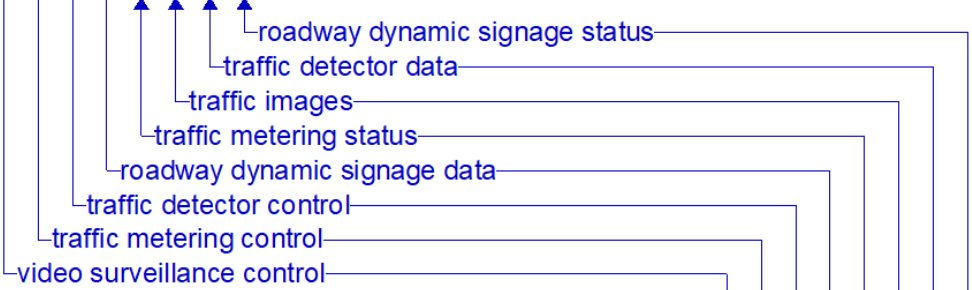 roadway dynamic signage status
traffic detector data
traffic images
traffic metering status
roadway dynamic signage data
traffic detector control
traffic metering control
video surveillance control